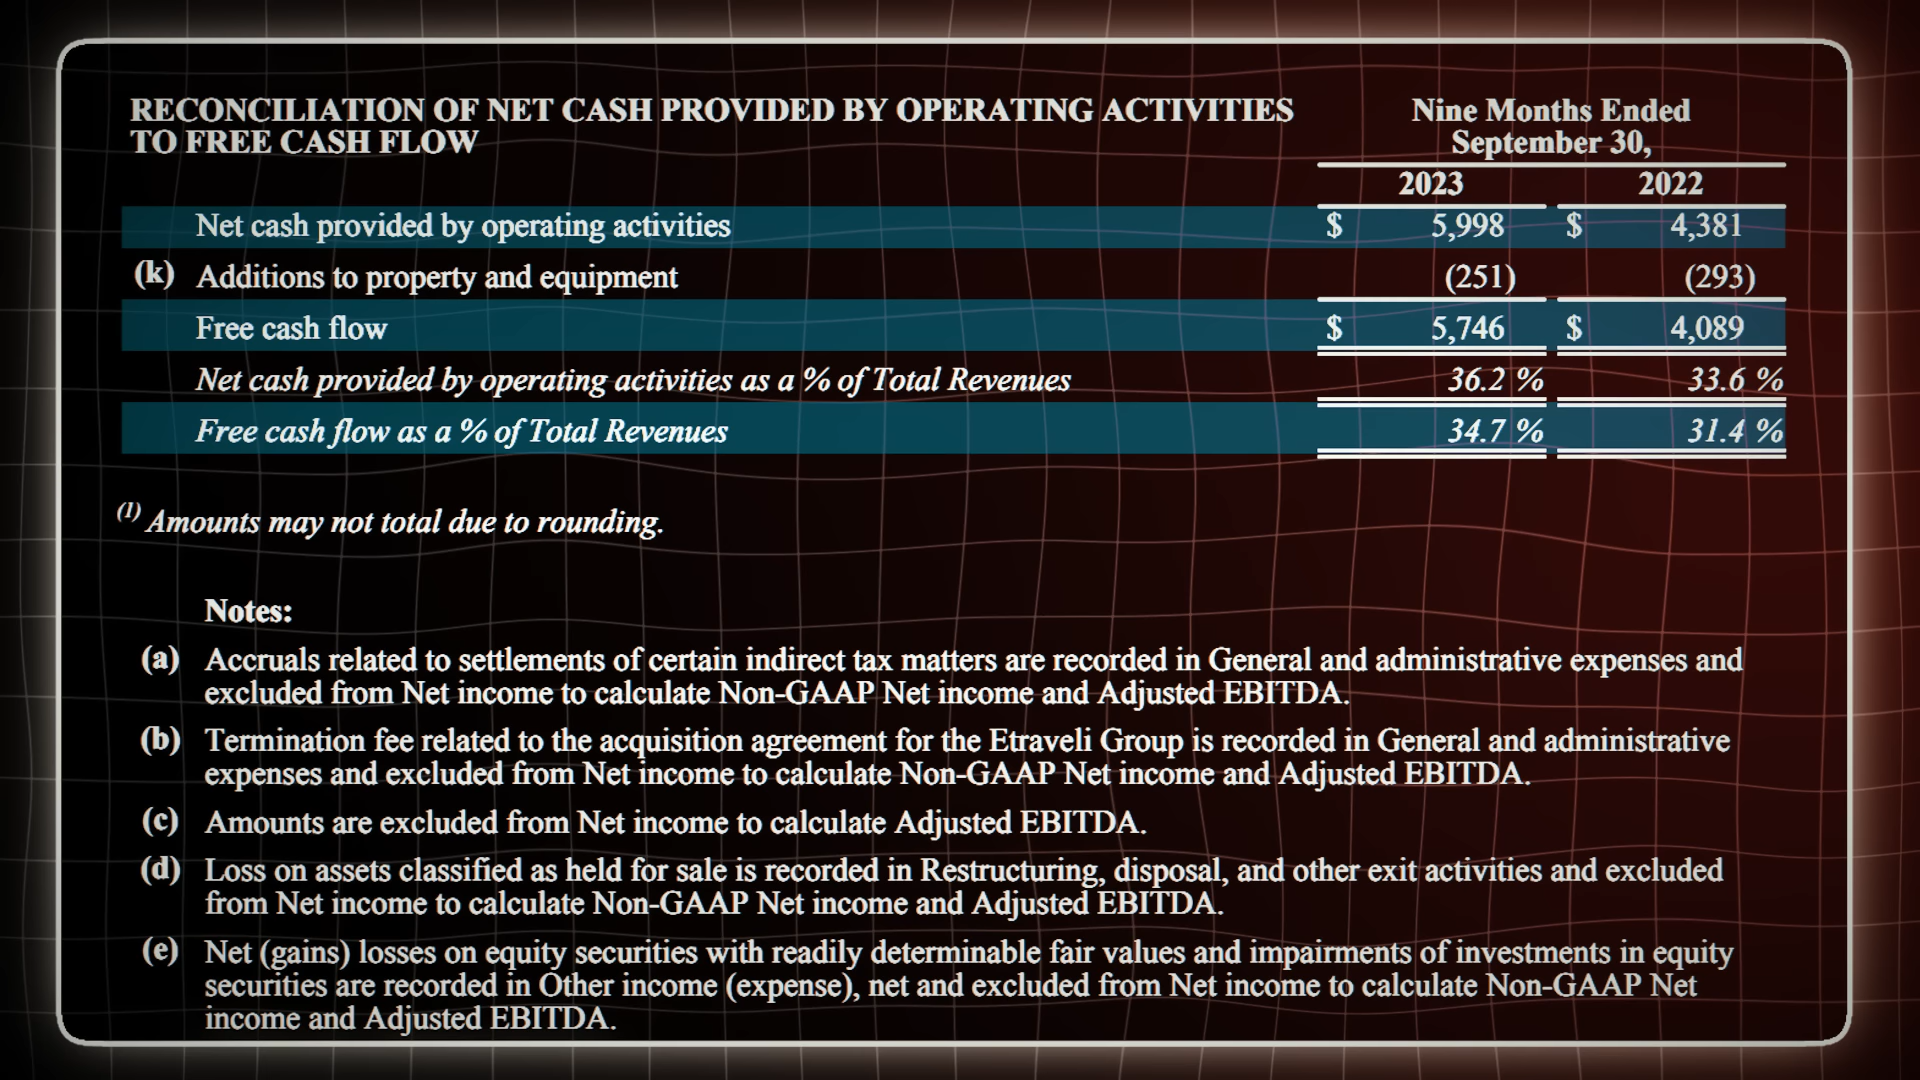 RECONCILIATION OF NET CASH PROVIDED BY OPERATING ACTIVITIES
TO FREE CASH FLOW
Nine Months Ended
September 30,
2023 2022
Net cash provided by operating activities $ 5,998 $ 4,381
(k) Additions to property and equipment (251) (293)
Free cash flow $ 5,746 $ 4,089
Net cash provided by operating activities as a % of Total Revenues 36.2 % 33.6 %
Free cash flow as a % of Total Revenues 34.7 % 31.4 %
(1) Amounts may not total due to rounding.
Notes:
(a) Accruals related to settlements of certain indirect tax matters are recorded in General and administrative expenses and
excluded from Net income to calculate Non-GAAP Net income and Adjusted EBITDA.
(b) Termination fee related to the acquisition agreement for the Etraveli Group is recorded in General and administrative
expenses and excluded from Net income to calculate Non-GAAP Net income and Adjusted EBITDA.
(c) Amounts are excluded from Net income to calculate Adjusted EBITDA.
(d) Loss on assets classified as held for sale is recorded in Restructuring, disposal, and other exit activities and excluded
from Net income to calculate Non-GAAP Net income and Adjusted EBITDA.
(e) Net (gains) losses on equity securities with readily determinable fair values and impairments of investments in equity
securities are recorded in Other income (expense), net and excluded from Net income to calculate Non-GAAP Net
income and Adjusted EBITDA.